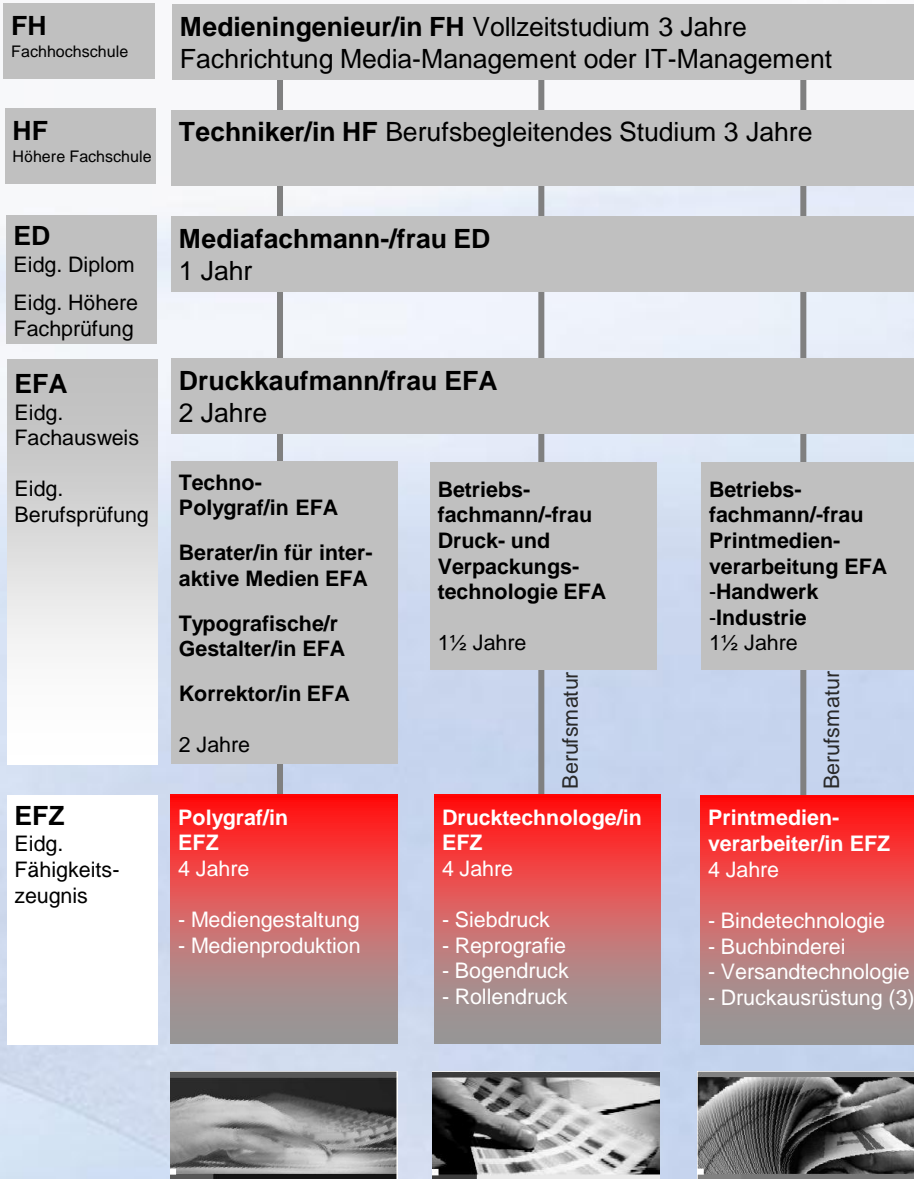 FH
Fachhochschule
Medieningenieur/in FH Vollzeitstudium 3 Jahre
Fachrichtung Media-Management oder IT-Management
HF
Höhere Fachschule
Techniker/in HF Berufsbegleitendes Studium 3 Jahre
ED
Eidg. Diplom
Eidg. Höhere
Fachprüfung
Mediafachmann-/frau ED
1 Jahr
EFA
Eidg.
Fachausweis
Eidg.
Berufsprüfung
Druckkaufmann/frau EFA
2 Jahre
Techno-
Polygraf/in EFA
Berater/in für inter-
aktive Medien EFA
Typografische/r
Gestalter/in EFA
Korrektor/in EFA
2 Jahre
Betriebs-
fachmann/-frau
Druck- und
Verpackungs-
technologie EFA
1½ Jahre
Berufsmatur
Betriebs-
fachmann/-frau
Printmedien-
verarbeitung EFA
-Handwerk
-Industrie
1½ Jahre
Berufsmatur
EFZ
Eidg.
Fähigkeits-
zeugnis
Polygraf/in
EFZ
4 Jahre
- Mediengestaltung
- Medienproduktion
Drucktechnologe/in
EFZ
4 Jahre
- Siebdruck
- Reprografie
- Bogendruck
- Rollendruck
Printmedien-
verarbeiter/in EFZ
4 Jahre
- Bindetechnologie
- Buchbinderei
- Versandtechnologie
- Druckausrüstung (3)